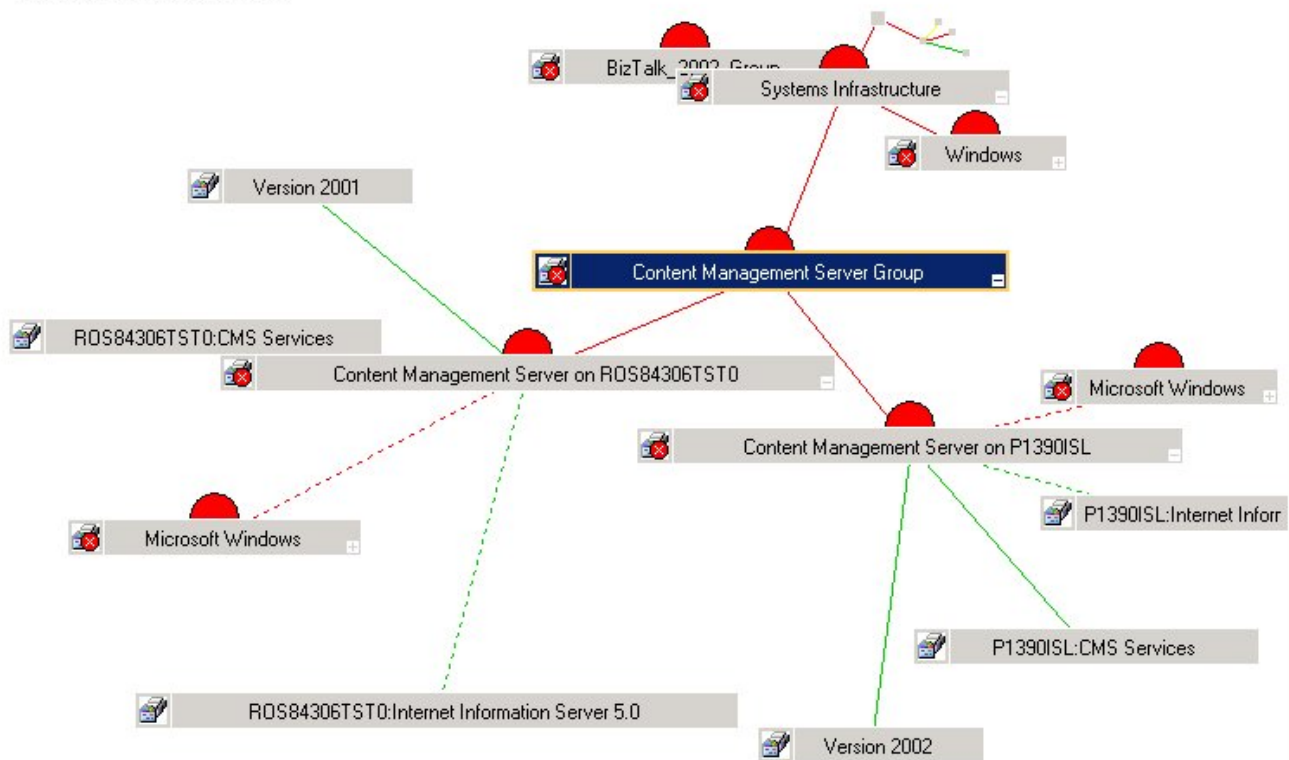 BizTalk_2002_Group
Systems Infrastructure
Windows
Version 2001
Content Management Server Group
ROS84306TST0:CMS Services
Content Management Server on ROS84306TST0
Microsoft Windows
Content Management Server on P1390ISL
P1390ISL:Internet Inforr
Microsoft Windows
P1390ISL:CMS Services
ROS84306TST0:Internet Information Server 5.0
Version 2002